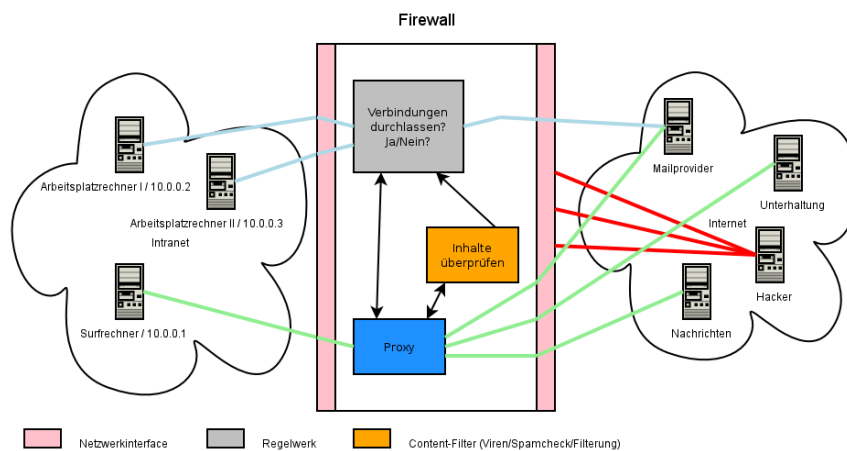 Firewall
Verbindungen
durchlassen?
Ja/Nein?
Arbeitsplatzrechner I / 10.0.0.2
Arbeitsplatzrechner II / 10.0.0.3
Intranet
Surfrechner / 10.0.0.1
Inhalte
überprüfen
Proxy
Mailprovider
Unterhaltung
Internet
Hacker
Nachrichten
Netzwerkinterface
Regelwerk
Content-Filter (Viren/Spamcheck/Filterung)